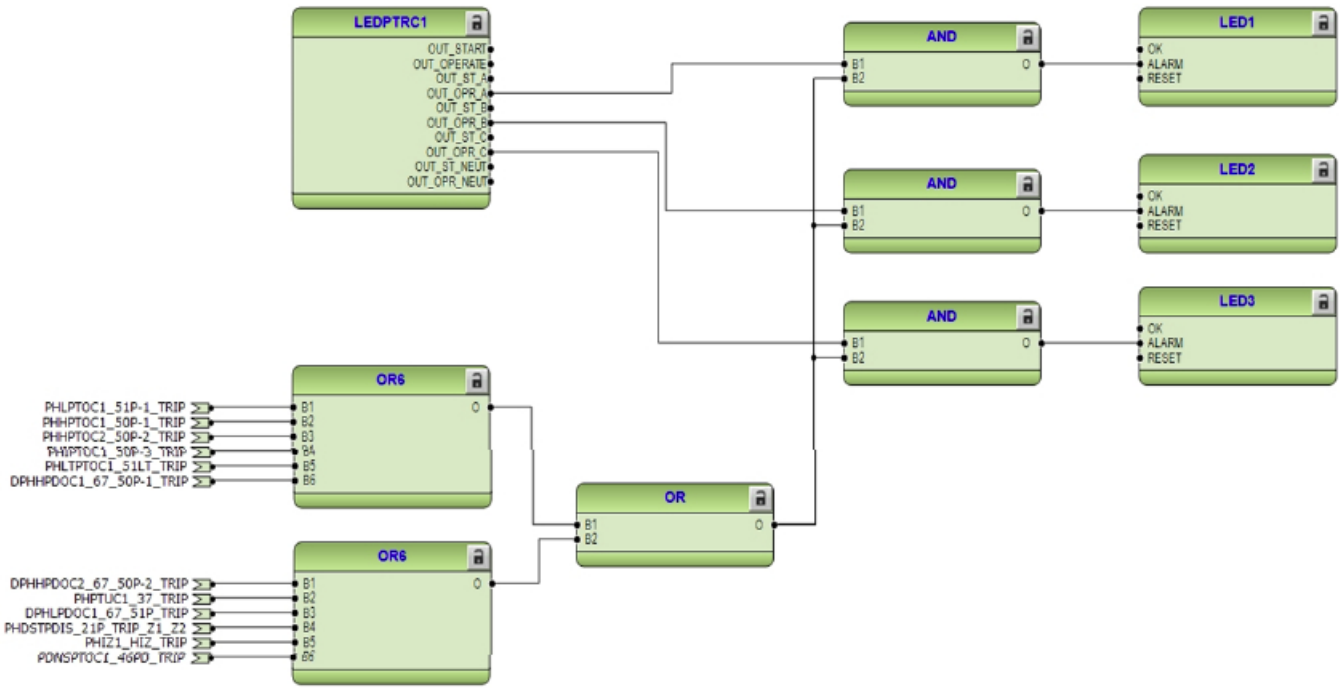 LEDPTRC1
OUT_START
OUT_OPERATE
OUT_ST_A
OUT_OPR_A
OUT_ST_B
OUT_OPR_B
OUT_ST_C
OUT_OPR_C
OUT_ST_NEUT
OUT_OPR_NEUT
AND
B1 O
B2
LED1
OK
ALARM
RESET
AND
B1 O
B2
LED2
OK
ALARM
RESET
AND
B1 O
B2
LED3
OK
ALARM
RESET
OR6
PHLPTOC1_51P-1_TRIP B1 O
PHHPTOC1_50P-1_TRIP B2
PHHPTOC2_50P-2_TRIP B3
PHIPTOC1_50P-3_TRIP B4
PHLTPTOC1_51LT_TRIP B5
DPHHPDOC1_67_50P-1_TRIP B6
OR
B1 O
B2
OR6
DPHHPDOC2_67_50P-2_TRIP B1 O
PHPTUC1_37_TRIP B2
DPHLPDOC1_67_51P_TRIP B3
PHDSTPDIS_21P_TRIP_Z1_Z2 B4
PHIZ1_HIZ_TRIP B5
PDNSPTOC1_46PD_TRIP B6